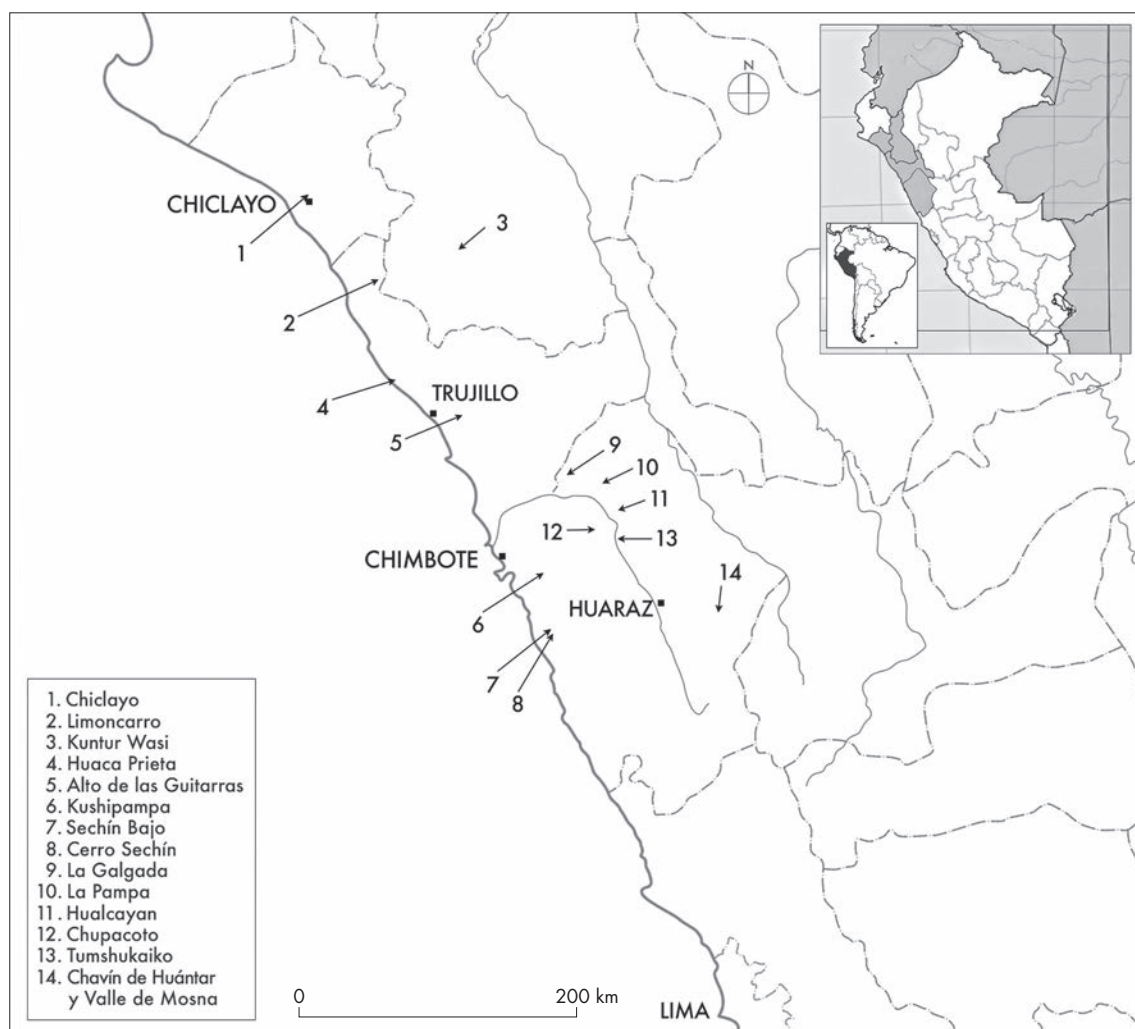 N
CHICLAYO
1
3
2
4
TRUJILLO
5
9
10
11
12
13
CHIMBOTE
14
6
HUARAZ
7
8
1. Chiclayo
2. Limoncarro
3. Kuntur Wasi
4. Huaca Prieta
5. Alto de las Guitarras
6. Kushipampa
7. Sechín Bajo
8. Cerro Sechín
9. La Galgada
10. La Pampa
11. Hualcayan
12. Chupacoto
13. Tumshukaiko
14. Chavín de Huántar
y Valle de Mosna
0 200 km
LIMA